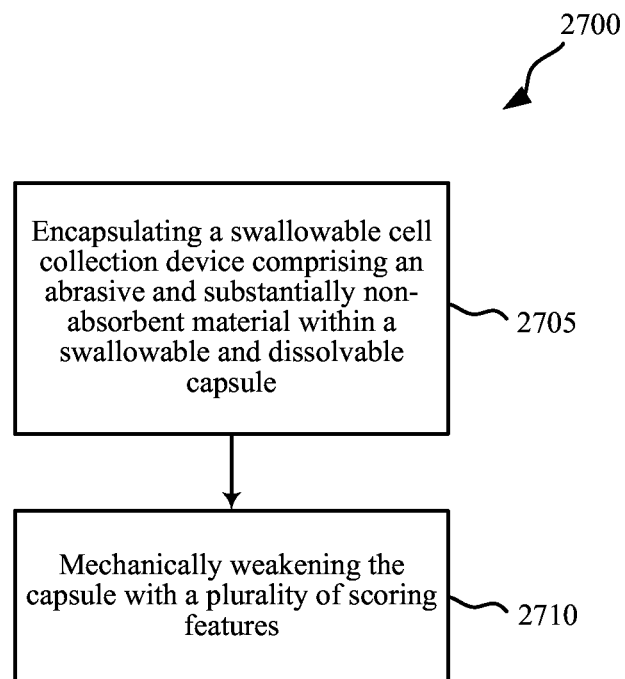 2700
Encapsulating a swallowable cell
collection device comprising an
abrasive and substantially non-
absorbent material within a
swallowable and dissolvable
capsule
2705
Mechanically weakening the
capsule with a plurality of scoring
features
2710